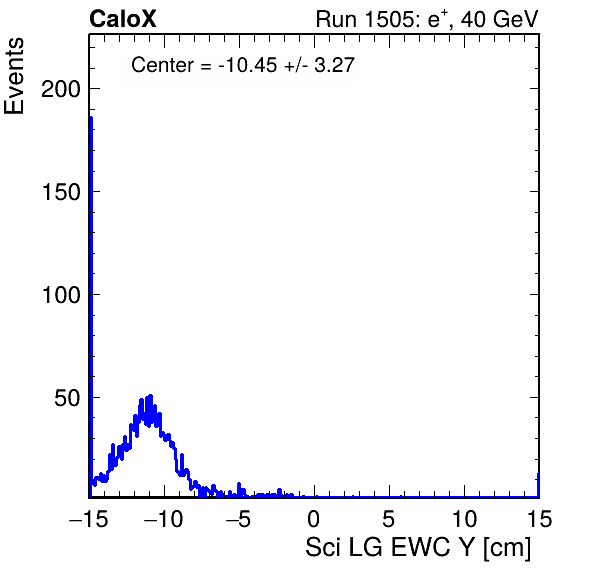 CaloX Run 1505: e⁺, 40 GeV
Center = -10.45 +/- 3.27
Events
200
150
100
50
−15 −10 −5 0 5 10 15
Sci LG EWC Y [cm]